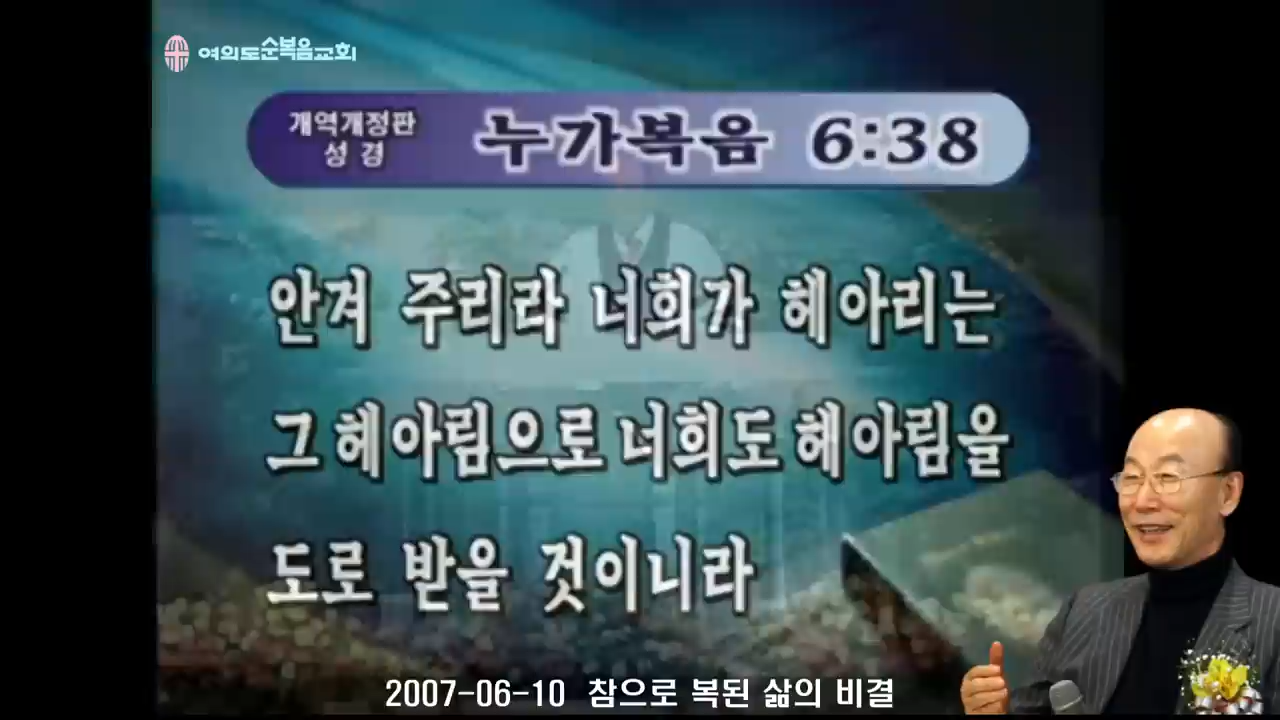 여의도순복음교회
개역개정판
성경
누가복음 6:38
안겨 주리라 너희가 헤아리는
그 헤아림으로 너희도 헤아림을
도로 받을 것이니라
2007-06-10 참으로 복된 삶의 비결